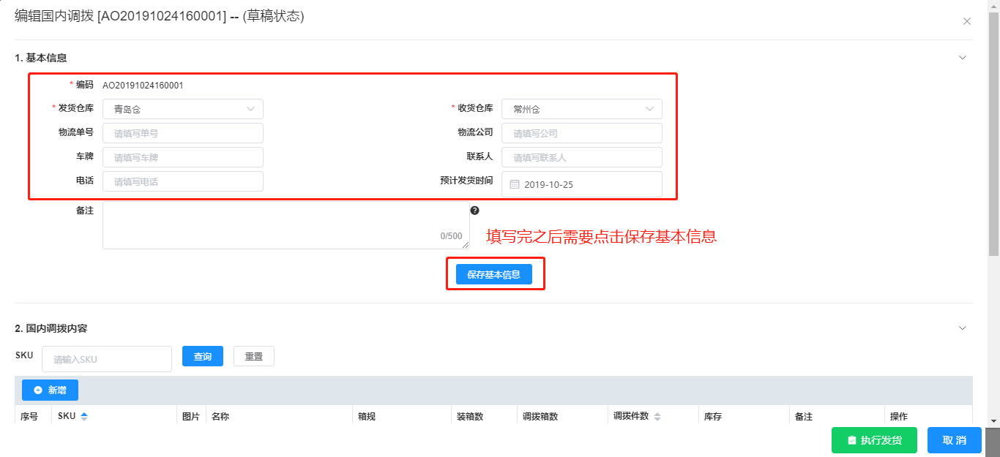 编辑国内调拨 [AO20191024160001] -- (草稿状态)
1. 基本信息
* 编码 AO20191024160001
* 发货仓库 青岛仓 * 收货仓库 常州仓
物流单号 请填写单号 物流公司 请填写公司
车牌 请填写车牌 联系人 请填写联系人
电话 请填写电话 预计发货时间 2019-10-25
备注 0/500
填写完之后需要点击保存基本信息
保存基本信息
2. 国内调拨内容
SKU 请输入SKU 查询 重置
新增
序号 SKU 图片 名称 箱规 装箱数 调拨箱数 调拨件数 库存 备注 操作
执行发货 取 消